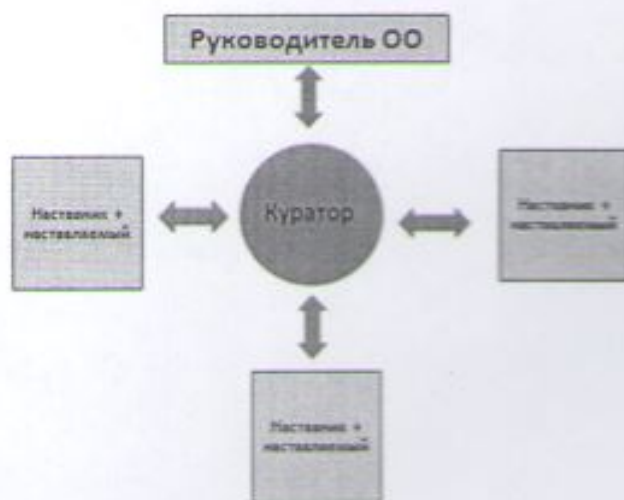 Руководитель ОО
Куратор
Наставник +
наставляемый
Наставник +
наставляемый
Наставник +
наставляемый